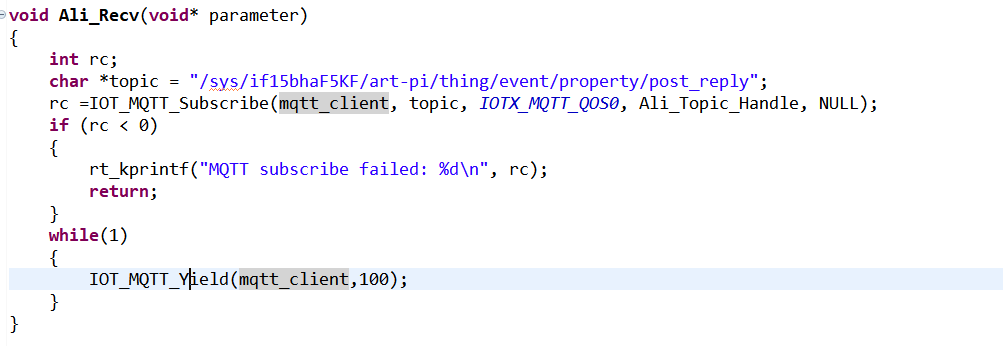 void Ali_Recv(void* parameter)
{
    int rc;
    char *topic = "/sys/if15bhaF5KF/art-pi/thing/event/property/post_reply";
    rc =IOT_MQTT_Subscribe(mqtt_client, topic, IOTX_MQTT_QOS0, Ali_Topic_Handle, NULL);
    if (rc < 0)
    {
        rt_kprintf("MQTT subscribe failed: %d\n", rc);
        return;
    }
    while(1)
    {
        IOT_MQTT_Yield(mqtt_client,100);
    }
}